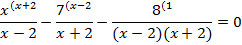 x^(x+2 / x−2 − 7^(x−2 / x+2 − 8^(1 / (x−2)(x+2) = 0